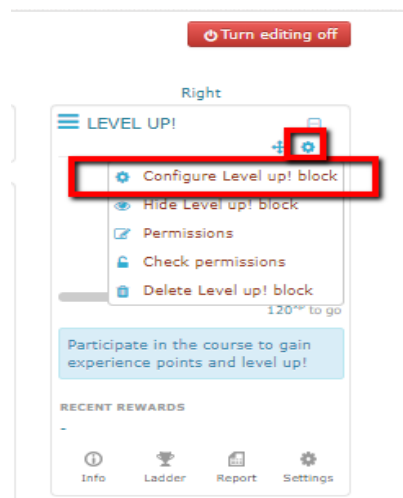 Turn editing off
Right
LEVEL UP!
Configure Level up! block
Hide Level up! block
Permissions
Check permissions
Delete Level up! block
120xp to go
Participate in the course to gain
experience points and level up!
RECENT REWARDS
-
Info Ladder Report Settings